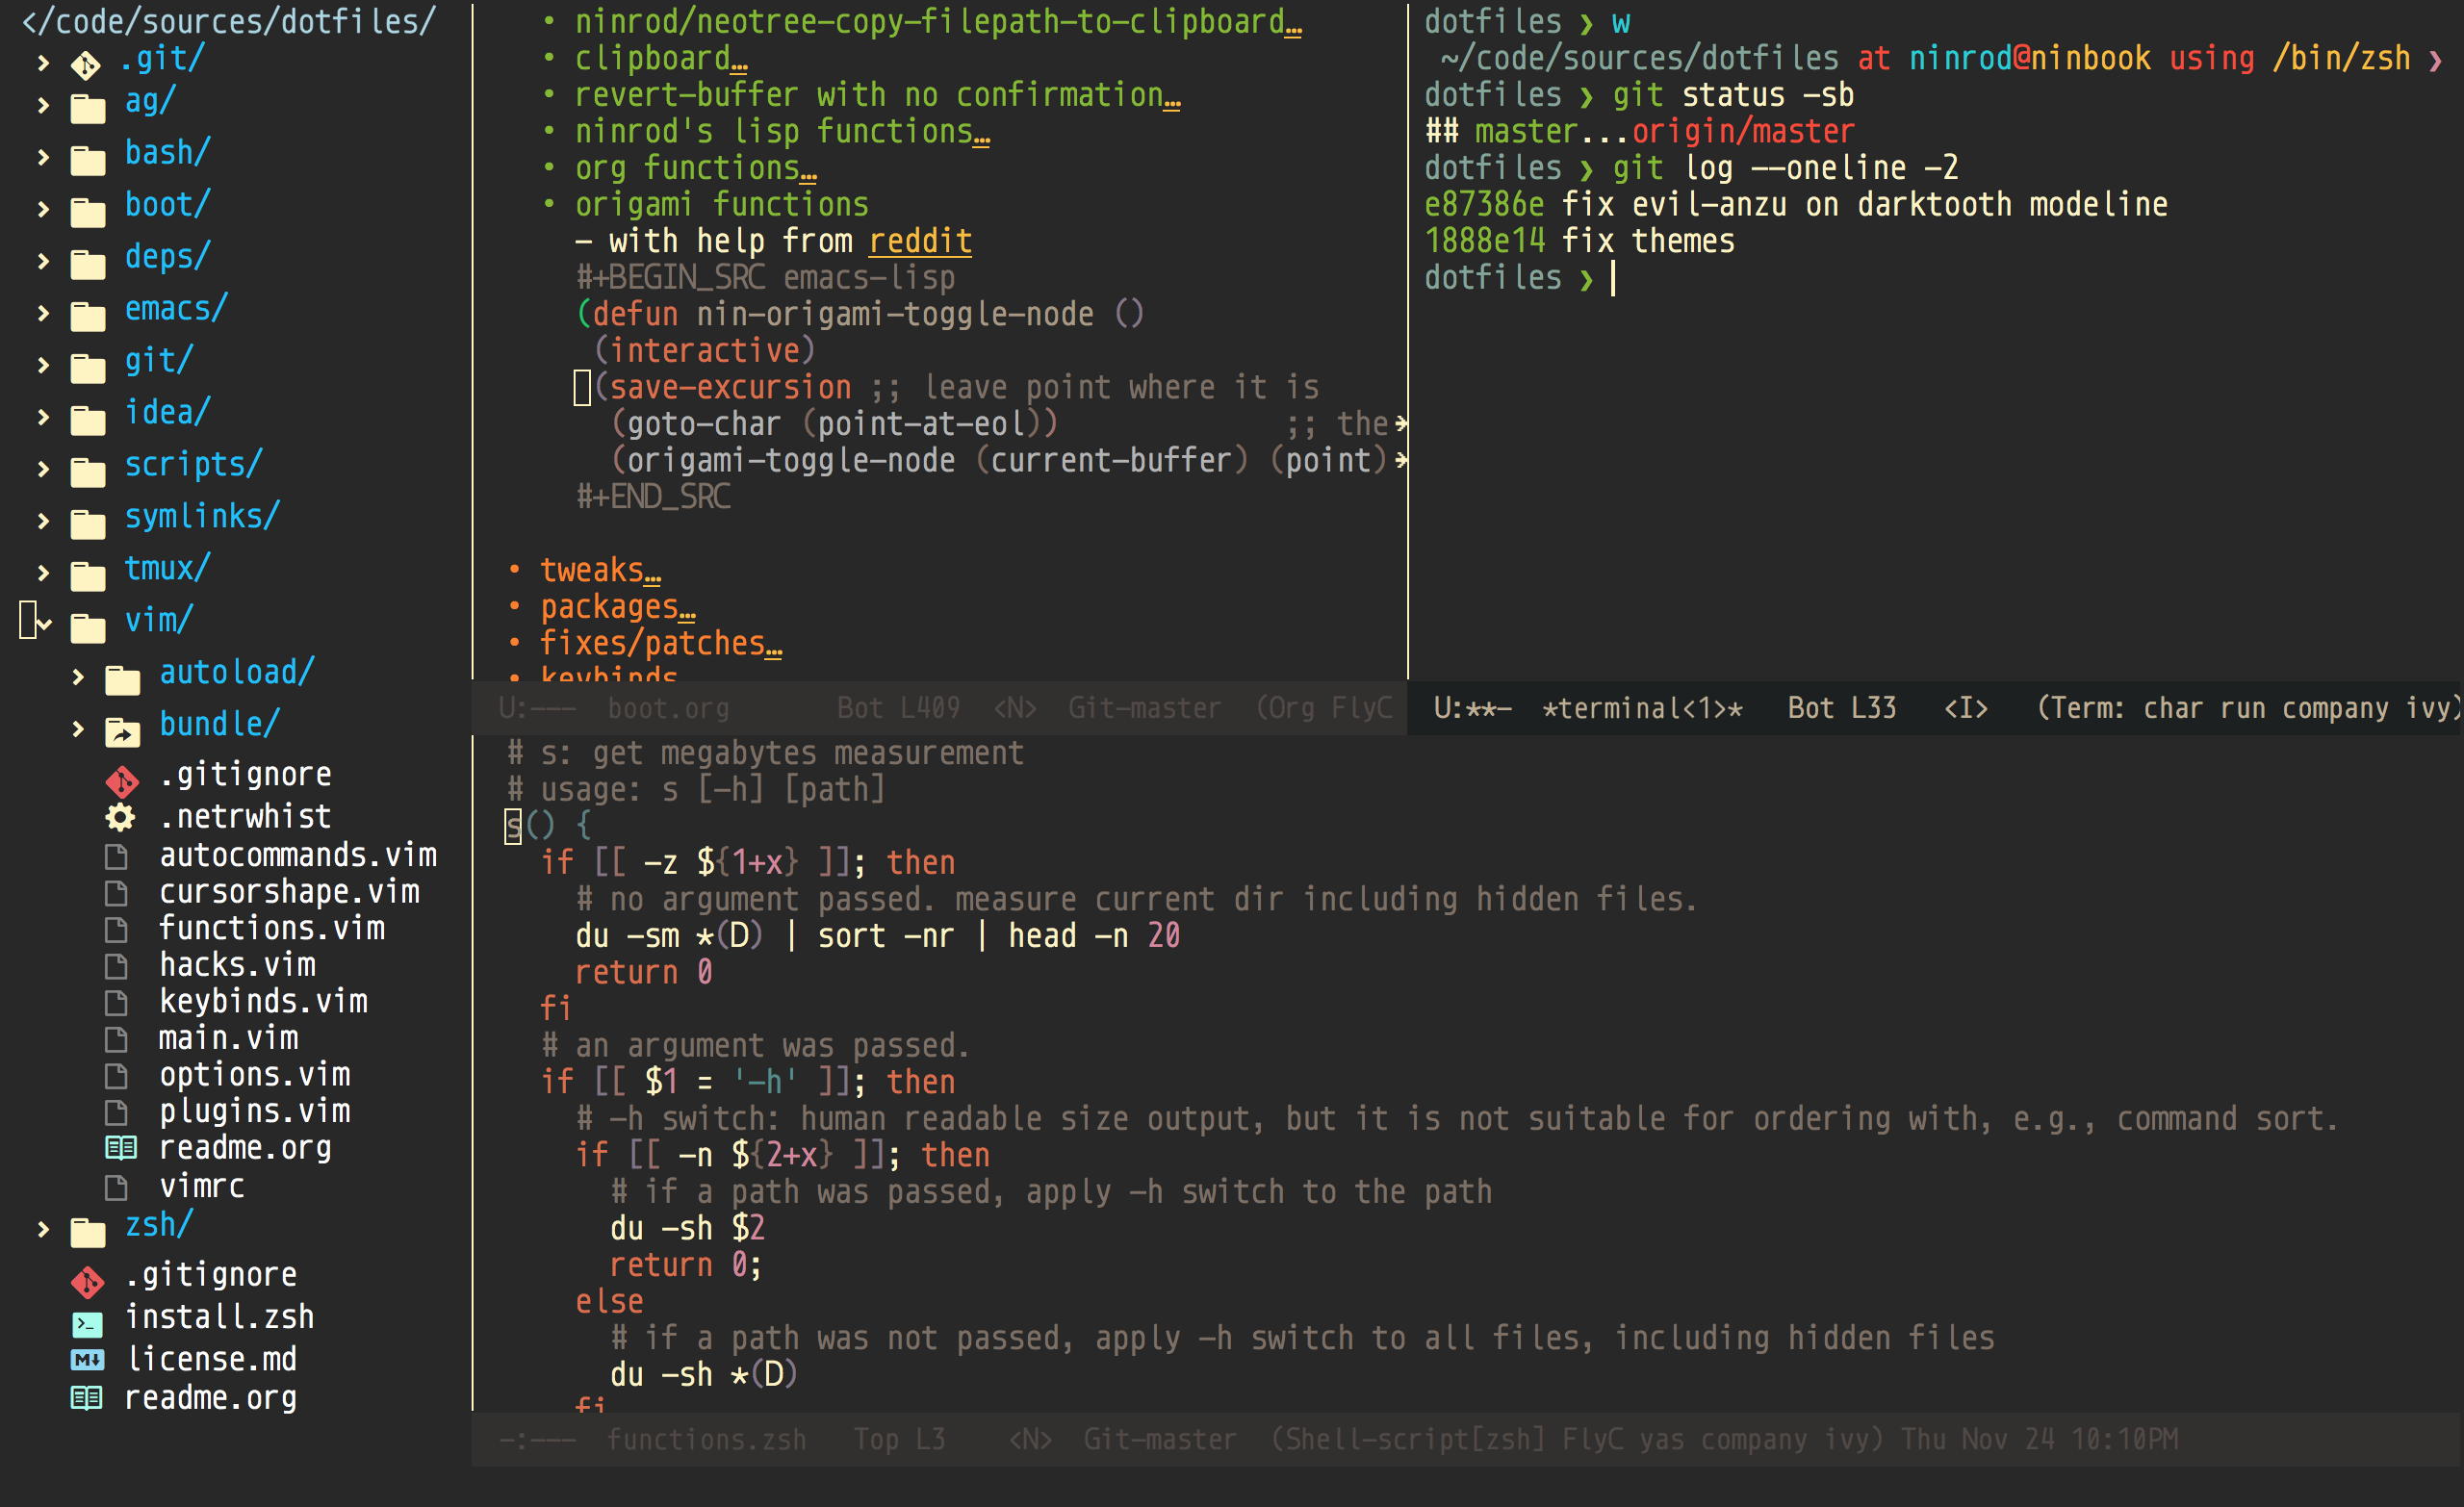 </code/sources/dotfiles/
.git/
ag/
bash/
boot/
deps/
emacs/
git/
idea/
scripts/
symlinks/
tmux/
vim/
autoload/
bundle/
.gitignore
.netrwhist
autocommands.vim
cursorshape.vim
functions.vim
hacks.vim
keybinds.vim
main.vim
options.vim
plugins.vim
readme.org
vimrc
zsh/
.gitignore
install.zsh
license.md
readme.org
• ninrod/neotree-copy-filepath-to-clipboard…
• clipboard…
• revert-buffer with no confirmation…
• ninrod's lisp functions…
• org functions…
• origami functions
- with help from reddit
#+BEGIN_SRC emacs-lisp
(defun nin-origami-toggle-node ()
(interactive)
(save-excursion ;; leave point where it is
(goto-char (point-at-eol)) ;; the
(origami-toggle-node (current-buffer) (point)
#+END_SRC
• tweaks…
• packages…
• fixes/patches…
• keybinds
U:--- boot.org Bot L409 <N> Git-master (Org FlyC
dotfiles ❯ w
~/code/sources/dotfiles at ninrod@ninbook using /bin/zsh ❯
dotfiles ❯ git status -sb
## master...origin/master
dotfiles ❯ git log --oneline -2
e87386e fix evil-anzu on darktooth modeline
1888e14 fix themes
dotfiles ❯
U:**- *terminal<1>* Bot L33 <I> (Term: char run company ivy)
# s: get megabytes measurement
# usage: s [-h] [path]
s() {
if [[ -z ${1+x} ]]; then
# no argument passed. measure current dir including hidden files.
du -sm *(D) | sort -nr | head -n 20
return 0
fi
# an argument was passed.
if [[ $1 = '-h' ]]; then
# -h switch: human readable size output, but it is not suitable for ordering with, e.g., command sort.
if [[ -n ${2+x} ]]; then
# if a path was passed, apply -h switch to the path
du -sh $2
return 0;
else
# if a path was not passed, apply -h switch to all files, including hidden files
du -sh *(D)
fi
-:--- functions.zsh Top L3 <N> Git-master (Shell-script[zsh] FlyC yas company ivy) Thu Nov 24 10:10PM